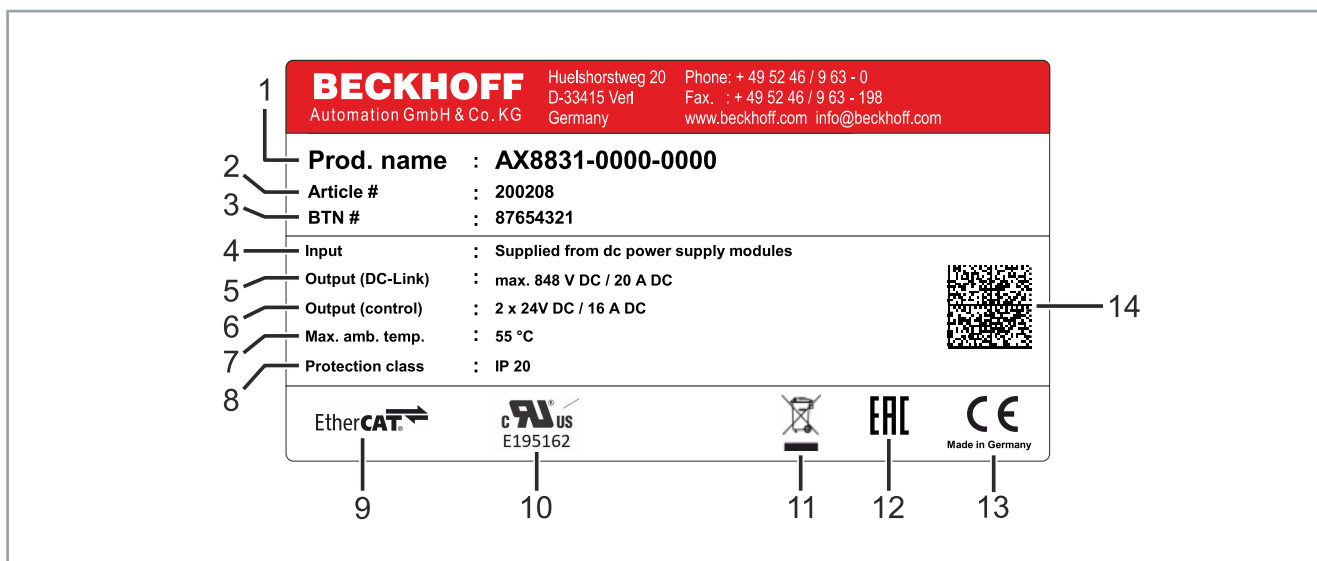 BECKHOFF
Automation GmbH & Co. KG
Huelshorstweg 20
D-33415 Verl
Germany
Phone: + 49 52 46 / 9 63 - 0
Fax. : + 49 52 46 / 9 63 - 198
www.beckhoff.com info@beckhoff.com
1
Prod. name : AX8831-0000-0000
2
Article # : 200208
3
BTN # : 87654321
4
Input : Supplied from dc power supply modules
5
Output (DC-Link) : max. 848 V DC / 20 A DC
6
Output (control) : 2 x 24V DC / 16 A DC
7
Max. amb. temp. : 55 °C
8
Protection class : IP 20
14
EtherCAT®
c RU® US
E195162
EAC
CE
Made in Germany
9 10 11 12 13